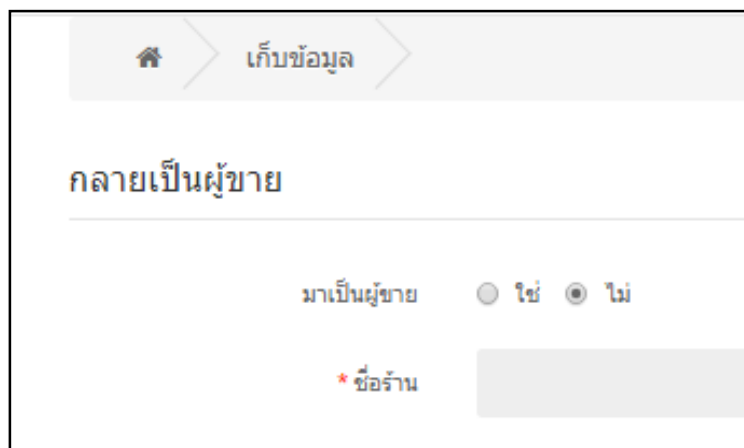 เก็บข้อมูล
กลายเป็นผู้ขาย
มาเป็นผู้ขาย ใช่ ไม่
* ชื่อร้าน